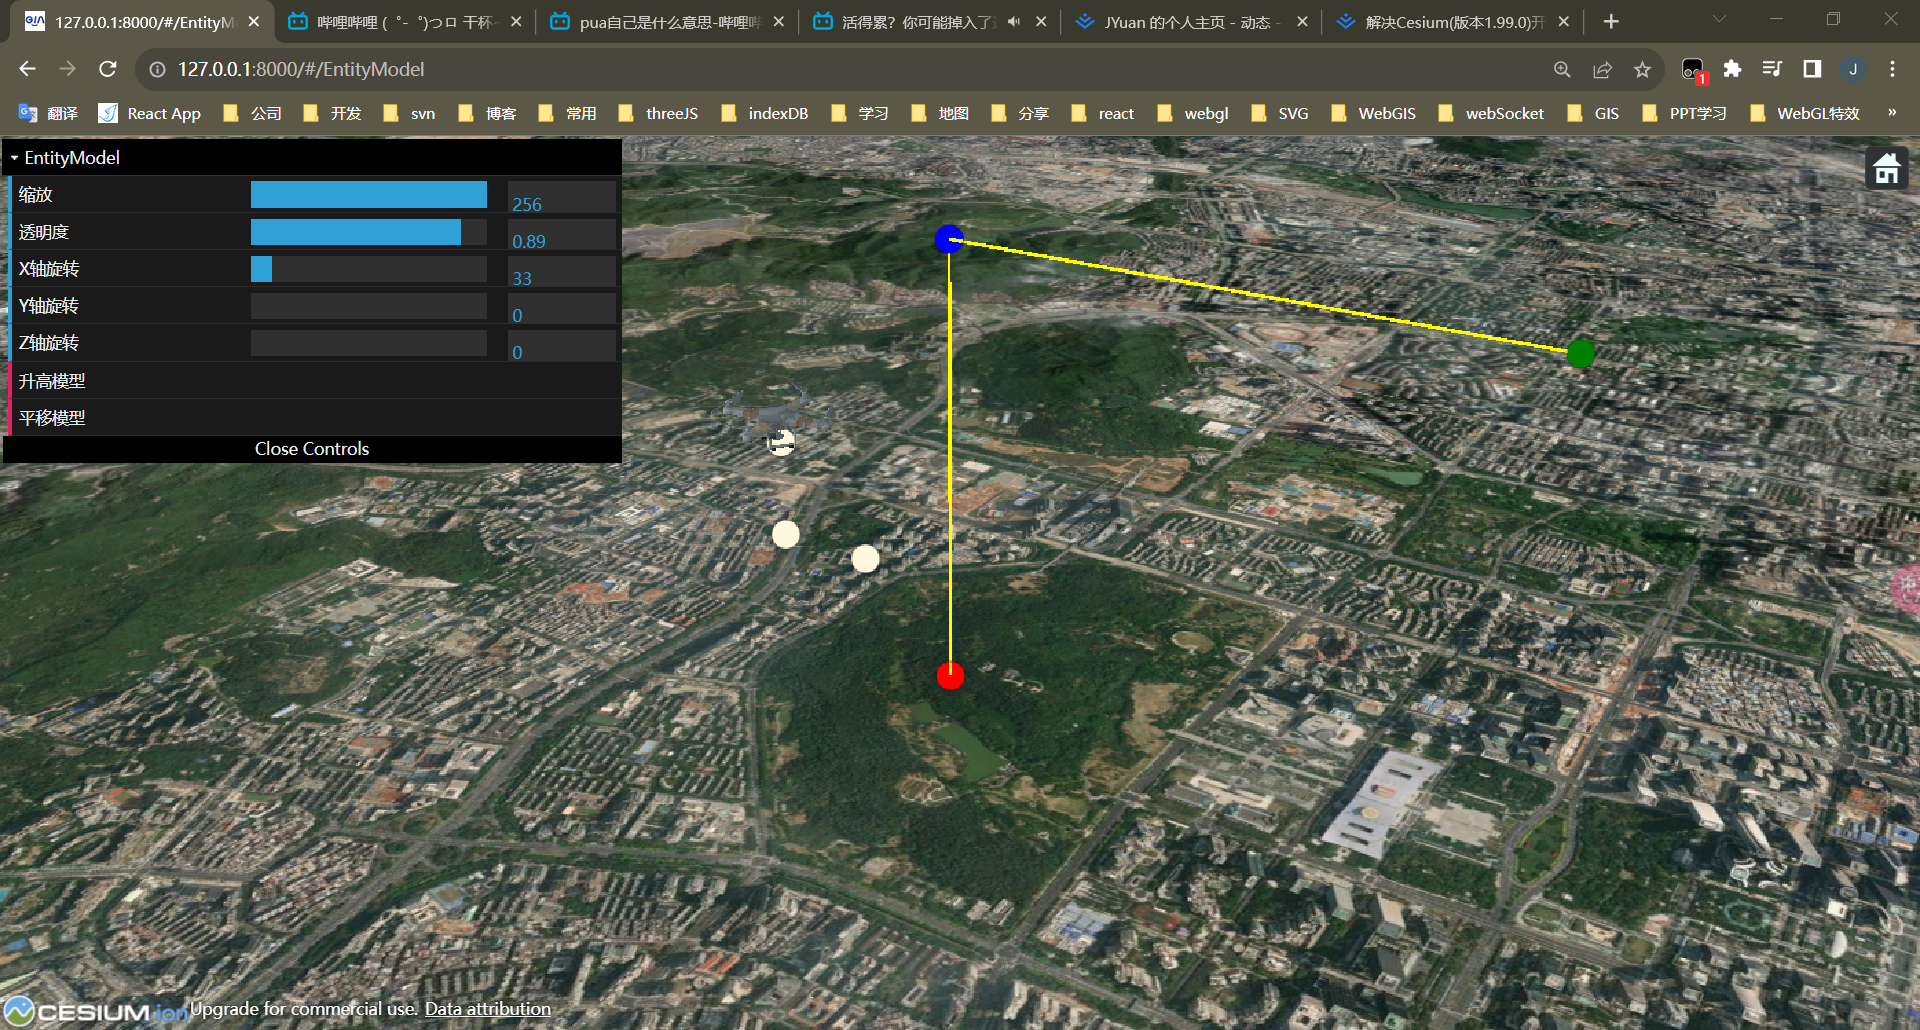 127.0.0.1:8000/#/EntityM
哔哩哔哩 (゜-゜)つロ 干杯~
pua自己是什么意思-哔哩哔
活得累？你可能掉入了
JYuan 的个人主页 - 动态 -
解决Cesium(版本1.99.0)开
127.0.0.1:8000/#/EntityModel
1
J
翻译
React App
公司
开发
svn
博客
常用
threeJS
indexDB
学习
地图
分享
react
webgl
SVG
WebGIS
webSocket
GIS
PPT学习
WebGL特效
»
EntityModel
缩放 256
透明度 0.89
X轴旋转 33
Y轴旋转 0
Z轴旋转 0
升高模型
平移模型
Close Controls
CESIUM ion Upgrade for commercial use. Data attribution